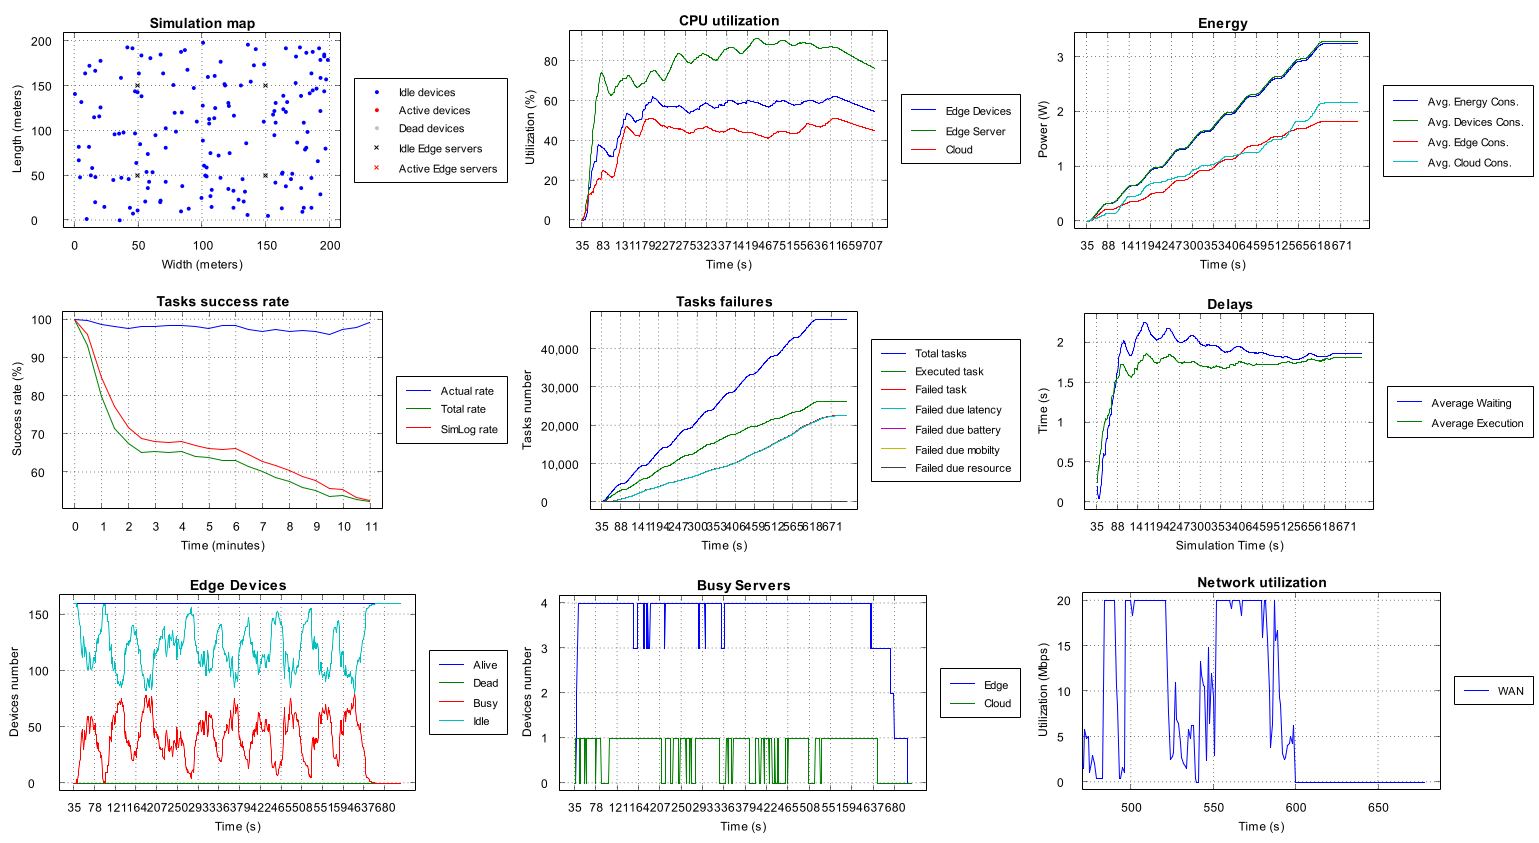 Simulation map
200
150
100
50
0
Length (meters)
0 50 100 150 200
Width (meters)
Idle devices
Active devices
Dead devices
Idle Edge servers
Active Edge servers
CPU utilization
80
60
40
20
0
Utilization (%)
Time (s)
Edge Devices
Edge Server
Cloud
Energy
3
2
1
0
Power (W)
Time (s)
Avg. Energy Cons.
Avg. Devices Cons.
Avg. Edge Cons.
Avg. Cloud Cons.
Tasks success rate
100
90
80
70
60
Success rate (%)
0 1 2 3 4 5 6 7 8 9 10 11
Time (minutes)
Actual rate
Total rate
SimLog rate
Tasks failures
40,000
30,000
20,000
10,000
0
Tasks number
Time (s)
Total tasks
Executed task
Failed task
Failed due latency
Failed due battery
Failed due mobilty
Failed due resource
Delays
2
1.5
1
0.5
0
Time (s)
Simulation Time (s)
Average Waiting
Average Execution
Edge Devices
150
100
50
0
Devices number
Time (s)
Alive
Dead
Busy
Idle
Busy Servers
4
3
2
1
0
Devices number
Time (s)
Edge
Cloud
Network utilization
20
15
10
5
0
Utilization (Mbps)
500 550 600 650
Time (s)
WAN